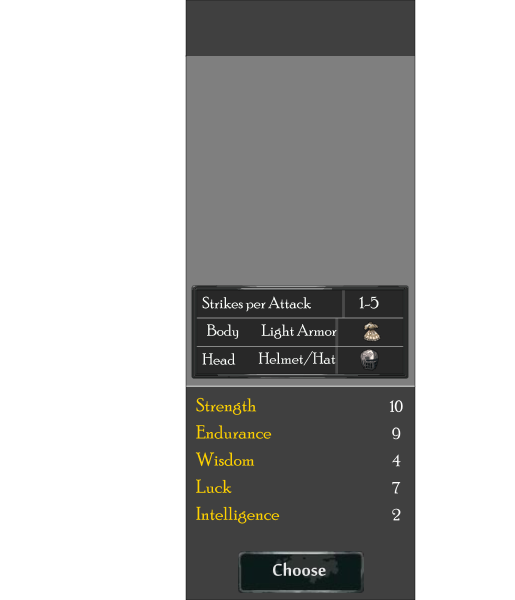 Strikes per Attack 1-5
Body Light Armor
Head Helmet/Hat
Strength 10
Endurance 9
Wisdom 4
Luck 7
Intelligence 2
Choose